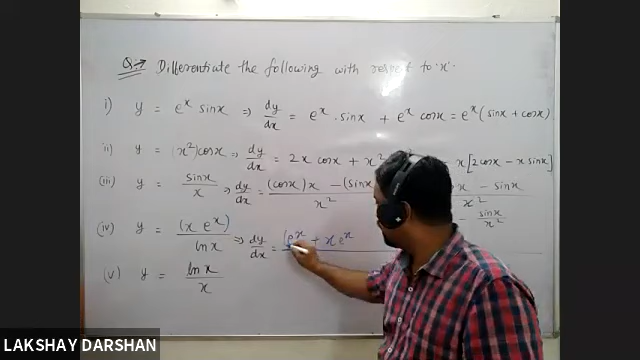 Q:→ Differentiate the following with respect to 'x'.
i) y = e^x sinx ⇒ dy/dx = e^x · sinx + e^x cosx = e^x (sinx + cosx)
ii) y = (x²)cosx ⇒ dy/dx = 2x cosx + x² x[2cosx − x sinx]
(iii) y = sinx/x ⇒ dy/dx = (cosx)x − (sin / x² x − sinx / x²
− sinx/x²
(iv) y = (x e^x)/lnx ⇒ dy/dx = (e^x + x e^x
(v) y = lnx/x
LAKSHAY DARSHAN